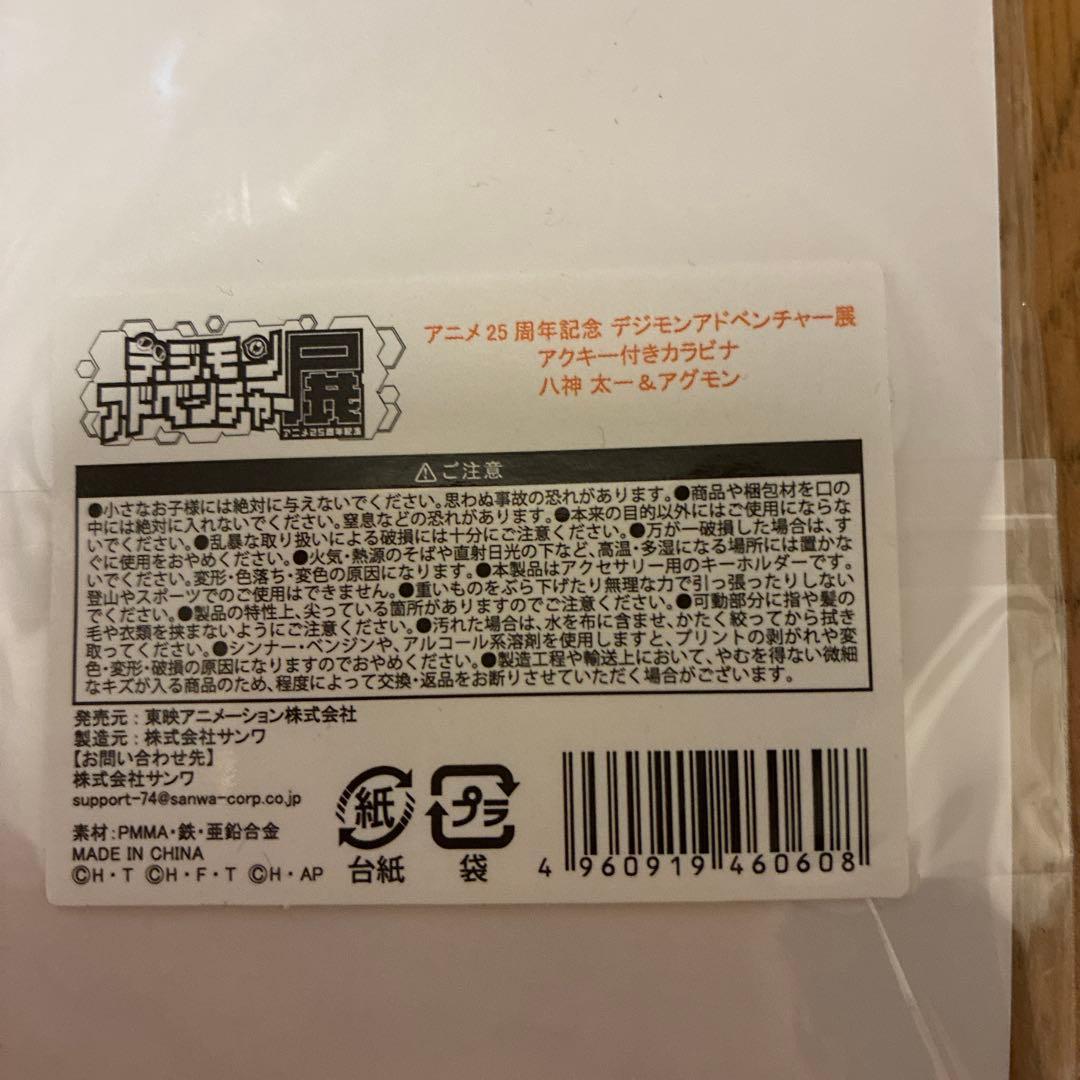 デジモン
アドベンチャー展
アニメ25周年記念
アニメ25周年記念 デジモンアドベンチャー展
アクキー付きカラビナ
八神 太一&アグモン
⚠ご注意
●小さなお子様には絶対に与えないでください。思わぬ事故の恐れがあります。●商品や梱包材を口の
中には絶対に入れないでください。窒息などの恐れがあります。●本来の目的以外にはご使用にならな
いでください。●乱暴な取り扱いによる破損には十分にご注意ください。●万が一破損した場合は、す
ぐに使用をおやめください。●火気・熱源のそばや直射日光の下など、高温・多湿になる場所には置かな
いでください。変形・色落ち・変色の原因になります。●本製品はアクセサリー用のキーホルダーです。
登山やスポーツでのご使用はできません。●重いものをぶら下げたり無理な力で引っ張ったりしない
でください。●製品の特性上、尖っている箇所がありますのでご注意ください。●可動部分に指や髪の
毛や衣類を挟まないようにご注意ください。●汚れた場合は、水を布に含ませ、かたく絞ってから拭き
取ってください。●シンナー・ベンジンや、アルコール系溶剤を使用しますと、プリントの剥がれや変
色・変形・破損の原因になりますのでおやめください。●製造工程や輸送上において、やむを得ない微細
なキズが入る商品のため、程度によって交換・返品をお断りさせていただく場合がございます。
発売元：東映アニメーション株式会社
製造元：株式会社サンワ
【お問い合わせ先】
株式会社サンワ
support-74@sanwa-corp.co.jp
素材：PMMA・鉄・亜鉛合金
MADE IN CHINA
ⒸH・T ⒸH・F・T ⒸH・AP
紙
台紙
プラ
袋
4 960919 460608